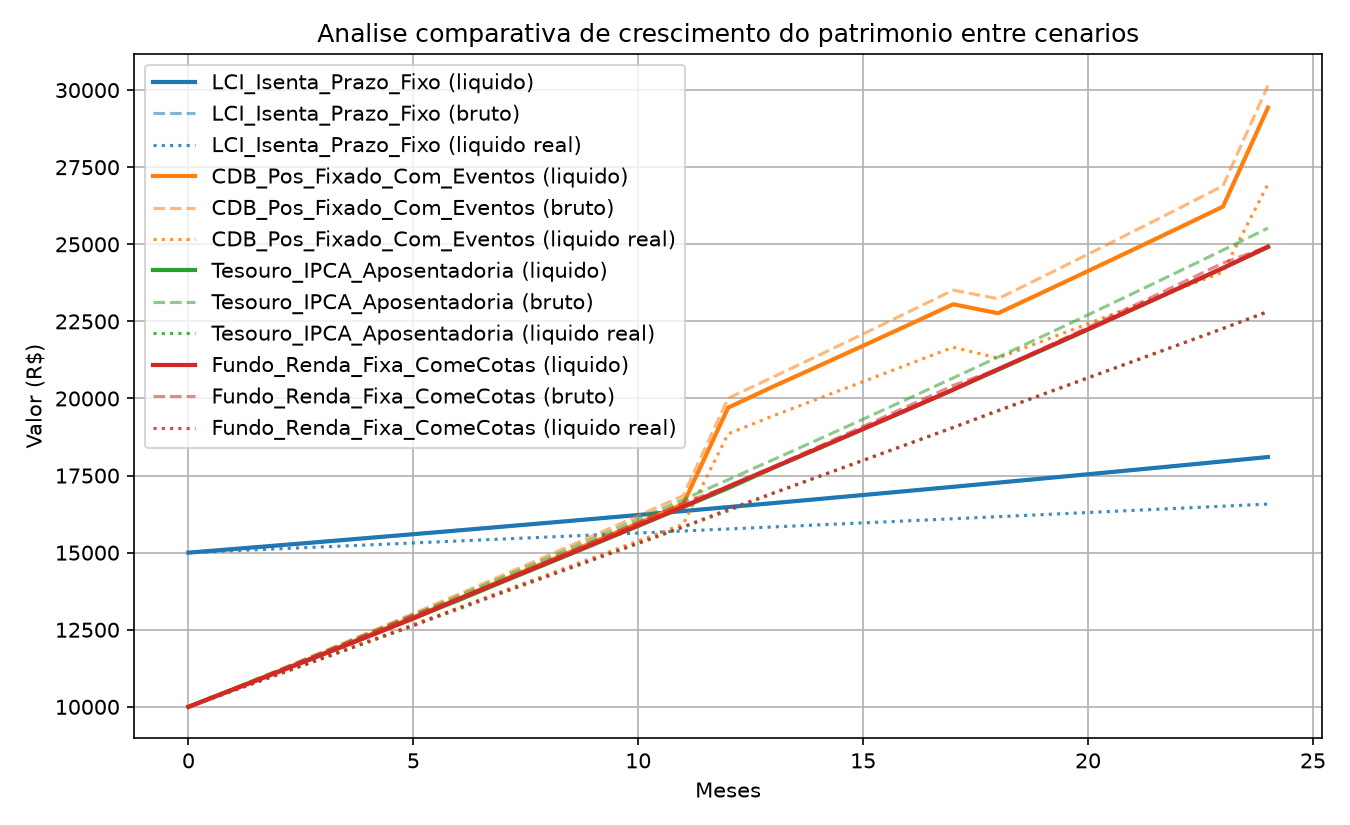 Analise comparativa de crescimento do patrimonio entre cenarios
30000
27500
25000
22500
20000
17500
15000
12500
10000
Valor (R$)
LCI_Isenta_Prazo_Fixo (liquido)
LCI_Isenta_Prazo_Fixo (bruto)
LCI_Isenta_Prazo_Fixo (liquido real)
CDB_Pos_Fixado_Com_Eventos (liquido)
CDB_Pos_Fixado_Com_Eventos (bruto)
CDB_Pos_Fixado_Com_Eventos (liquido real)
Tesouro_IPCA_Aposentadoria (liquido)
Tesouro_IPCA_Aposentadoria (bruto)
Tesouro_IPCA_Aposentadoria (liquido real)
Fundo_Renda_Fixa_ComeCotas (liquido)
Fundo_Renda_Fixa_ComeCotas (bruto)
Fundo_Renda_Fixa_ComeCotas (liquido real)
0 5 10 15 20 25
Meses